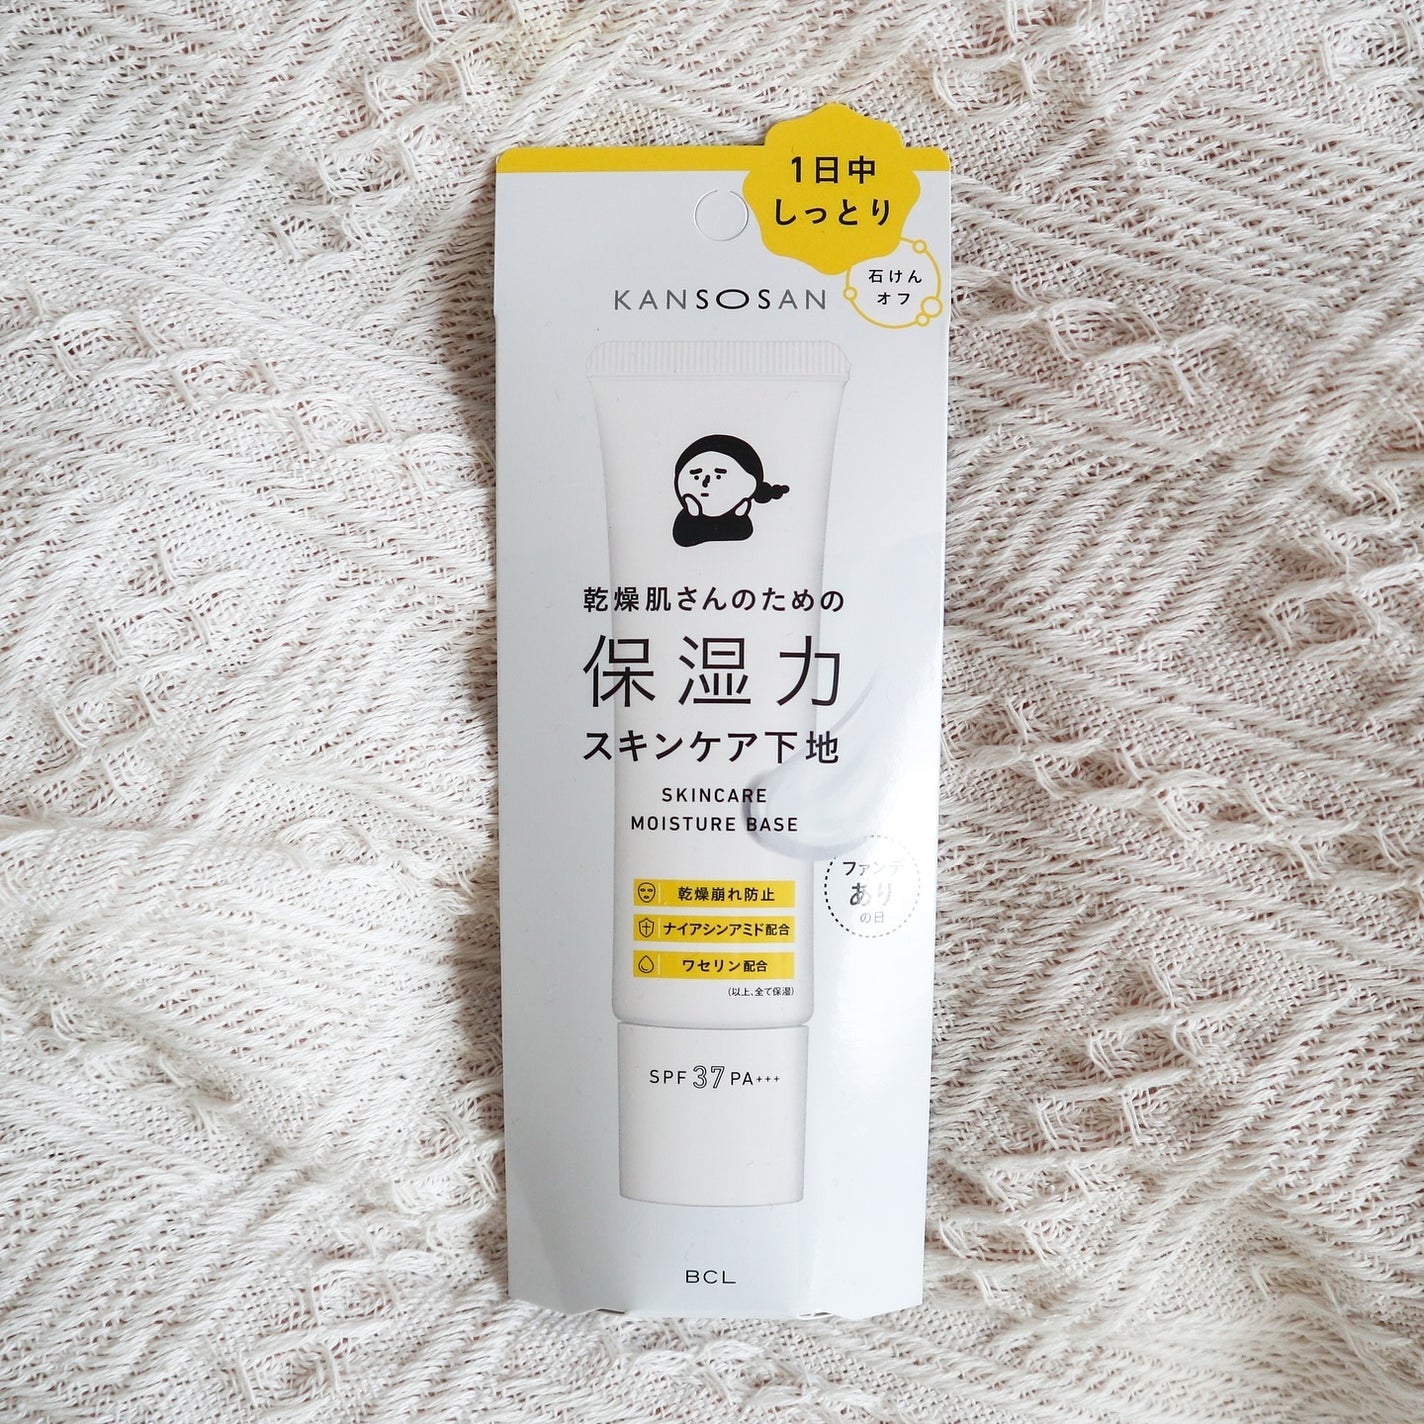 1日中
しっとり
石けん
オフ
KANSOSAN
乾燥肌さんのための
保湿力
スキンケア下地
SKINCARE
MOISTURE BASE
ファンデ
あり
の日
乾燥崩れ防止
ナイアシンアミド配合
ワセリン配合
(以上、全て保湿)
SPF 37 PA+++
BCL